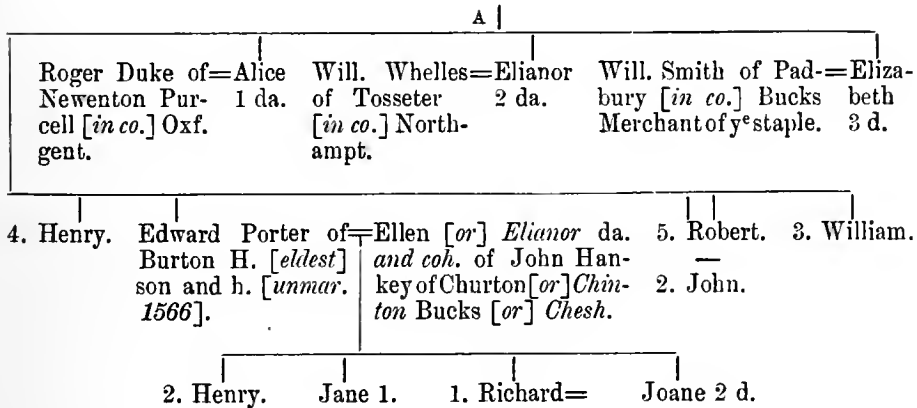 A
Roger Duke of=Alice Will. Whelles=Elianor Will. Smith of Pad-=Eliza-
Newenton Pur- 1 da. of Tosseter 2 da. bury [in co.] Bucks beth
cell [in co.] Oxf. [in co.] North- Merchant of yᵉ staple. 3 d.
gent. ampt.
4. Henry. Edward Porter of=Ellen [or] Elianor da. 5. Robert. 3. William.
Burton H. [eldest] and coh. of John Han- —
son and h. [unmar. key of Churton [or] Chin- 2. John.
1566]. ton Bucks [or] Chesh.
2. Henry. Jane 1. 1. Richard= Joane 2 d.